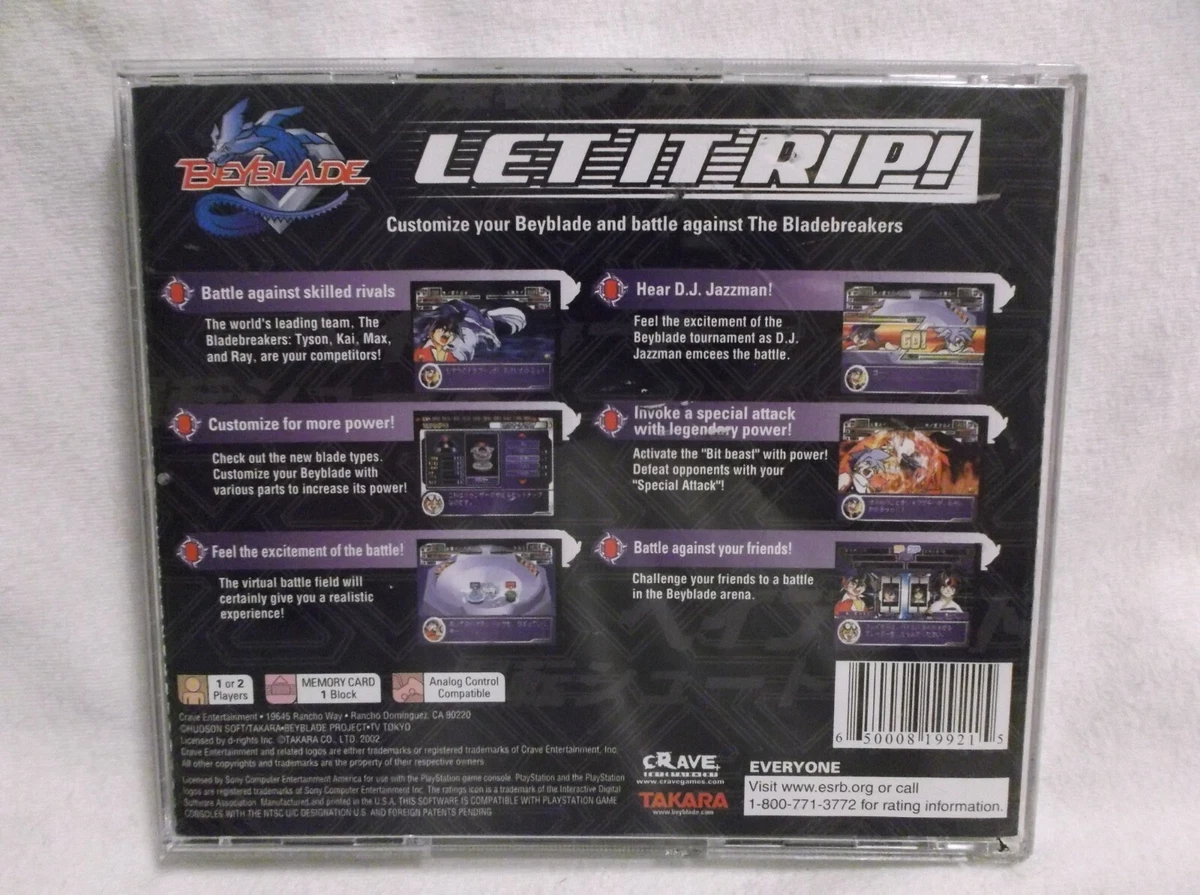 BEYBLADE
LET IT RIP!
Customize your Beyblade and battle against The Bladebreakers
Battle against skilled rivals
The world's leading team, The
Bladebreakers: Tyson, Kai, Max,
and Ray, are your competitors!
Hear D.J. Jazzman!
Feel the excitement of the
Beyblade tournament as D.J.
Jazzman emcees the battle.
GO!
Customize for more power!
Check out the new blade types.
Customize your Beyblade with
various parts to increase its power!
Invoke a special attack
with legendary power!
Activate the "Bit beast" with power!
Defeat opponents with your
"Special Attack"!
Feel the excitement of the battle!
The virtual battle field will
certainly give you a realistic
experience!
Battle against your friends!
Challenge your friends to a battle
in the Beyblade arena.
1 or 2
Players
MEMORY CARD
1 Block
Analog Control
Compatible
Crave Entertainment • 19645 Rancho Way • Rancho Dominguez, CA 90220
©HUDSON SOFT/TAKARA•BEYBLADE PROJECT•TV TOKYO
Licensed by d-rights Inc. ©TAKARA CO., LTD. 2002.
Crave Entertainment and related logos are either trademarks or registered trademarks of Crave Entertainment, Inc.
All other copyrights and trademarks are the property of their respective owners.
Licensed by Sony Computer Entertainment America for use with the PlayStation game console. PlayStation and the PlayStation
logos are registered trademarks of Sony Computer Entertainment Inc. The ratings icon is a trademark of the Interactive Digital
Software Association. Manufactured and printed in the U.S.A. THIS SOFTWARE IS COMPATIBLE WITH PLAYSTATION GAME
CONSOLES WITH THE NTSC U/C DESIGNATION U.S. AND FOREIGN PATENTS PENDING
CRAVE
ENTERTAINMENT
www.cravegames.com
TAKARA
www.beyblade.com
6 50008 19921 5
EVERYONE
Visit www.esrb.org or call
1-800-771-3772 for rating information.